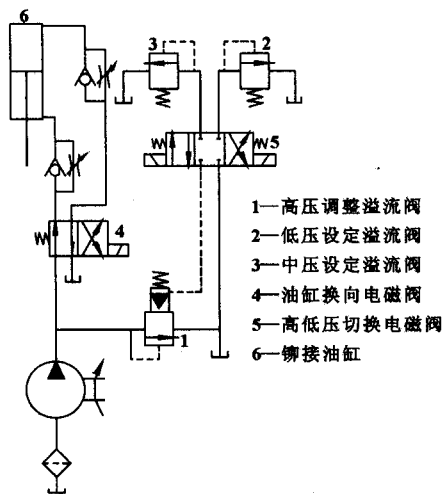 6
3
2
5
4
1
1—高压调整溢流阀
2—低压设定溢流阀
3—中压设定溢流阀
4—油缸换向电磁阀
5—高低压切换电磁阀
6—铆接油缸